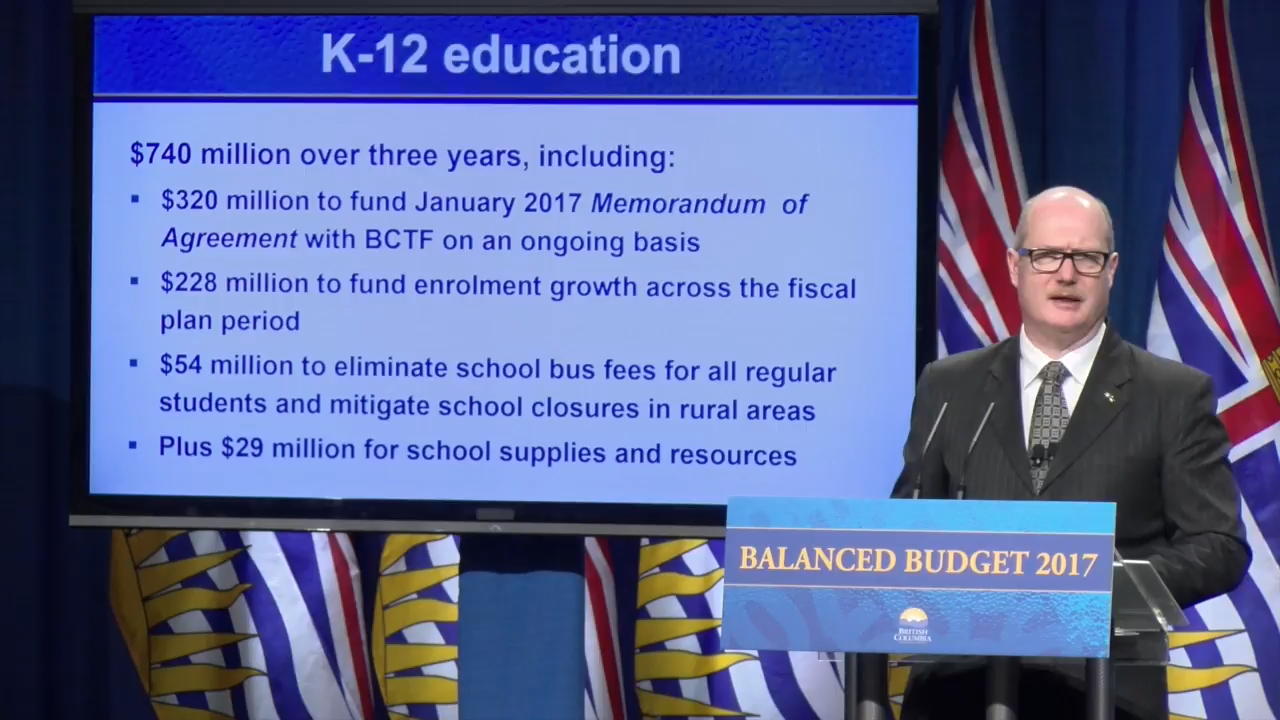 K-12 education
$740 million over three years, including:
▪ $320 million to fund January 2017 Memorandum of
Agreement with BCTF on an ongoing basis
▪ $228 million to fund enrolment growth across the fiscal
plan period
▪ $54 million to eliminate school bus fees for all regular
students and mitigate school closures in rural areas
▪ Plus $29 million for school supplies and resources
BALANCED BUDGET 2017
BRITISH
COLUMBIA